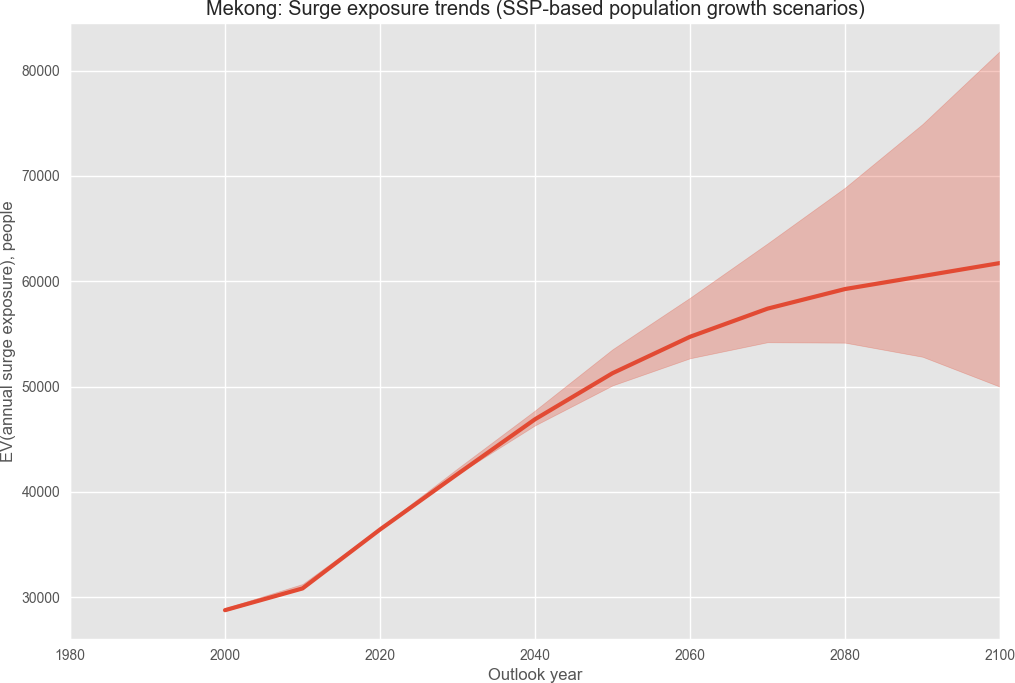 Mekong: Surge exposure trends (SSP-based population growth scenarios)
EV(annual surge exposure), people
80000
70000
60000
50000
40000
30000
1980 2000 2020 2040 2060 2080 2100
Outlook year